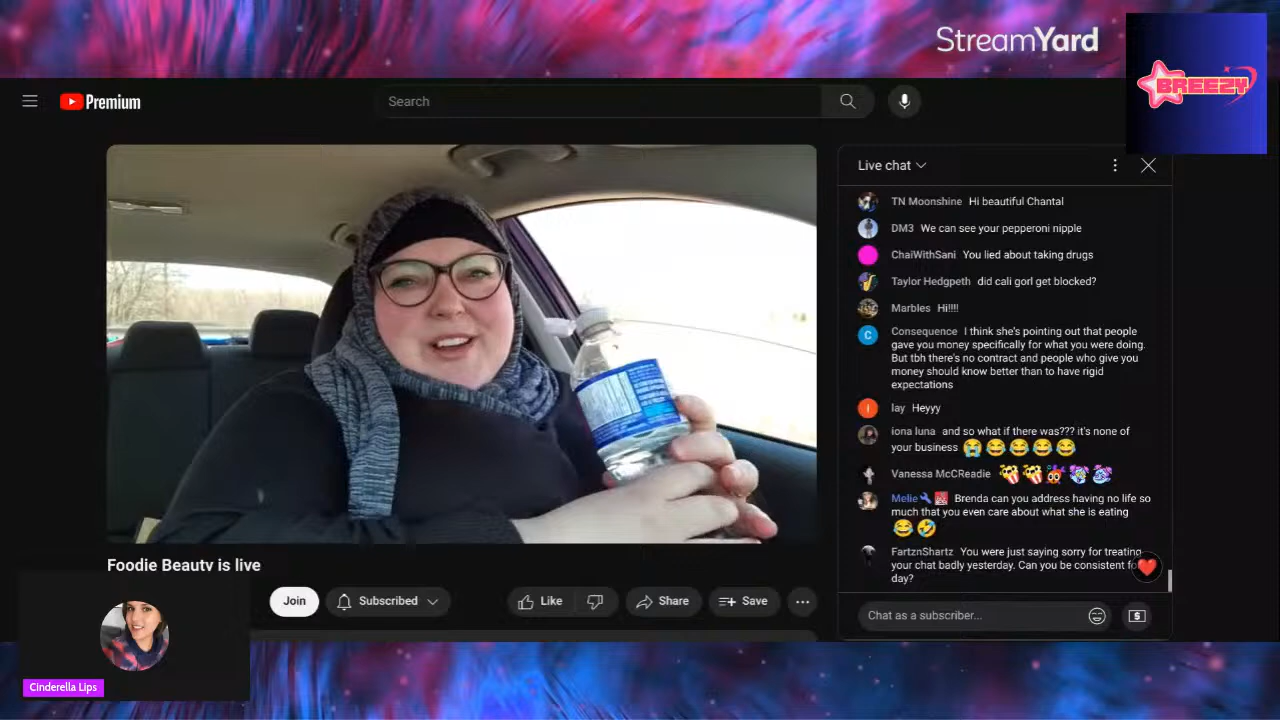 StreamYard
BREEZY
Premium
Search
Live chat
TN Moonshine Hi beautiful Chantal
DM3 We can see your pepperoni nipple
ChaiWithSani You lied about taking drugs
Taylor Hedgpeth did cali gorl get blocked?
Marbles Hi!!!!
C
Consequence I think she's pointing out that people
gave you money specifically for what you were doing.
But tbh there's no contract and people who give you
money should know better than to have rigid
expectations
Iay Heyyy
iona luna and so what if there was??? it's none of
your business 😭😂😂😂😂
Vanessa McCReadie
Melie Brenda can you address having no life so
much that you even care about what she is eating
😂🤣
FartznShartz You were just saying sorry for treating
your chat badly yesterday. Can you be consistent
day?
Chat as a subscriber...
Foodie Beauty is live
Join
Subscribed
Like
Share
Save
Cinderella Lips